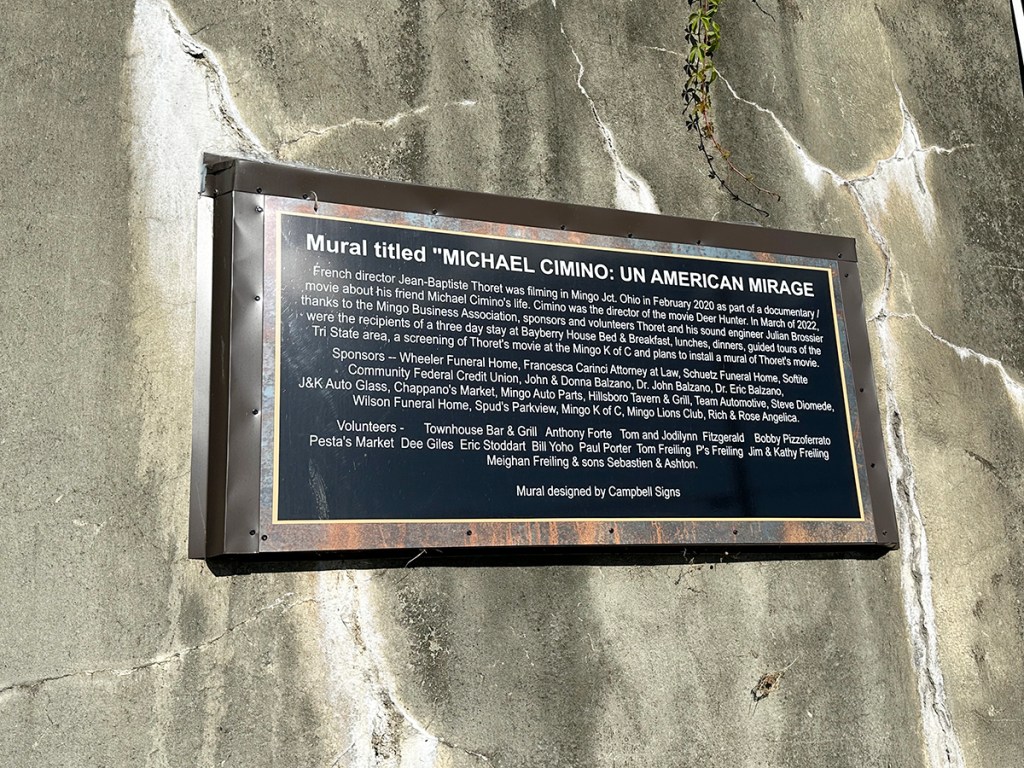 Mural titled "MICHAEL CIMINO: UN AMERICAN MIRAGE
French director Jean-Baptiste Thoret was filming in Mingo Jct. Ohio in February 2020 as part of a documentary /
movie about his friend Michael Cimino's life. Cimino was the director of the movie Deer Hunter. In March of 2022,
thanks to the Mingo Business Association, sponsors and volunteers Thoret and his sound engineer Julian Brossier
were the recipients of a three day stay at Bayberry House Bed & Breakfast, lunches, dinners, guided tours of the
Tri State area, a screening of Thoret's movie at the Mingo K of C and plans to install a mural of Thoret's movie.
Sponsors -- Wheeler Funeral Home, Francesca Carinci Attorney at Law, Schuetz Funeral Home, Softite
Community Federal Credit Union, John & Donna Balzano, Dr. John Balzano, Dr. Eric Balzano,
J&K Auto Glass, Chappano's Market, Mingo Auto Parts, Hillsboro Tavern & Grill, Team Automotive, Steve Diomede,
Wilson Funeral Home, Spud's Parkview, Mingo K of C, Mingo Lions Club, Rich & Rose Angelica.
Volunteers - Townhouse Bar & Grill Anthony Forte Tom and Jodilynn Fitzgerald Bobby Pizzoferrato
Pesta's Market Dee Giles Eric Stoddart Bill Yoho Paul Porter Tom Freiling P's Freiling Jim & Kathy Freiling
Meighan Freiling & sons Sebastien & Ashton.
Mural designed by Campbell Signs